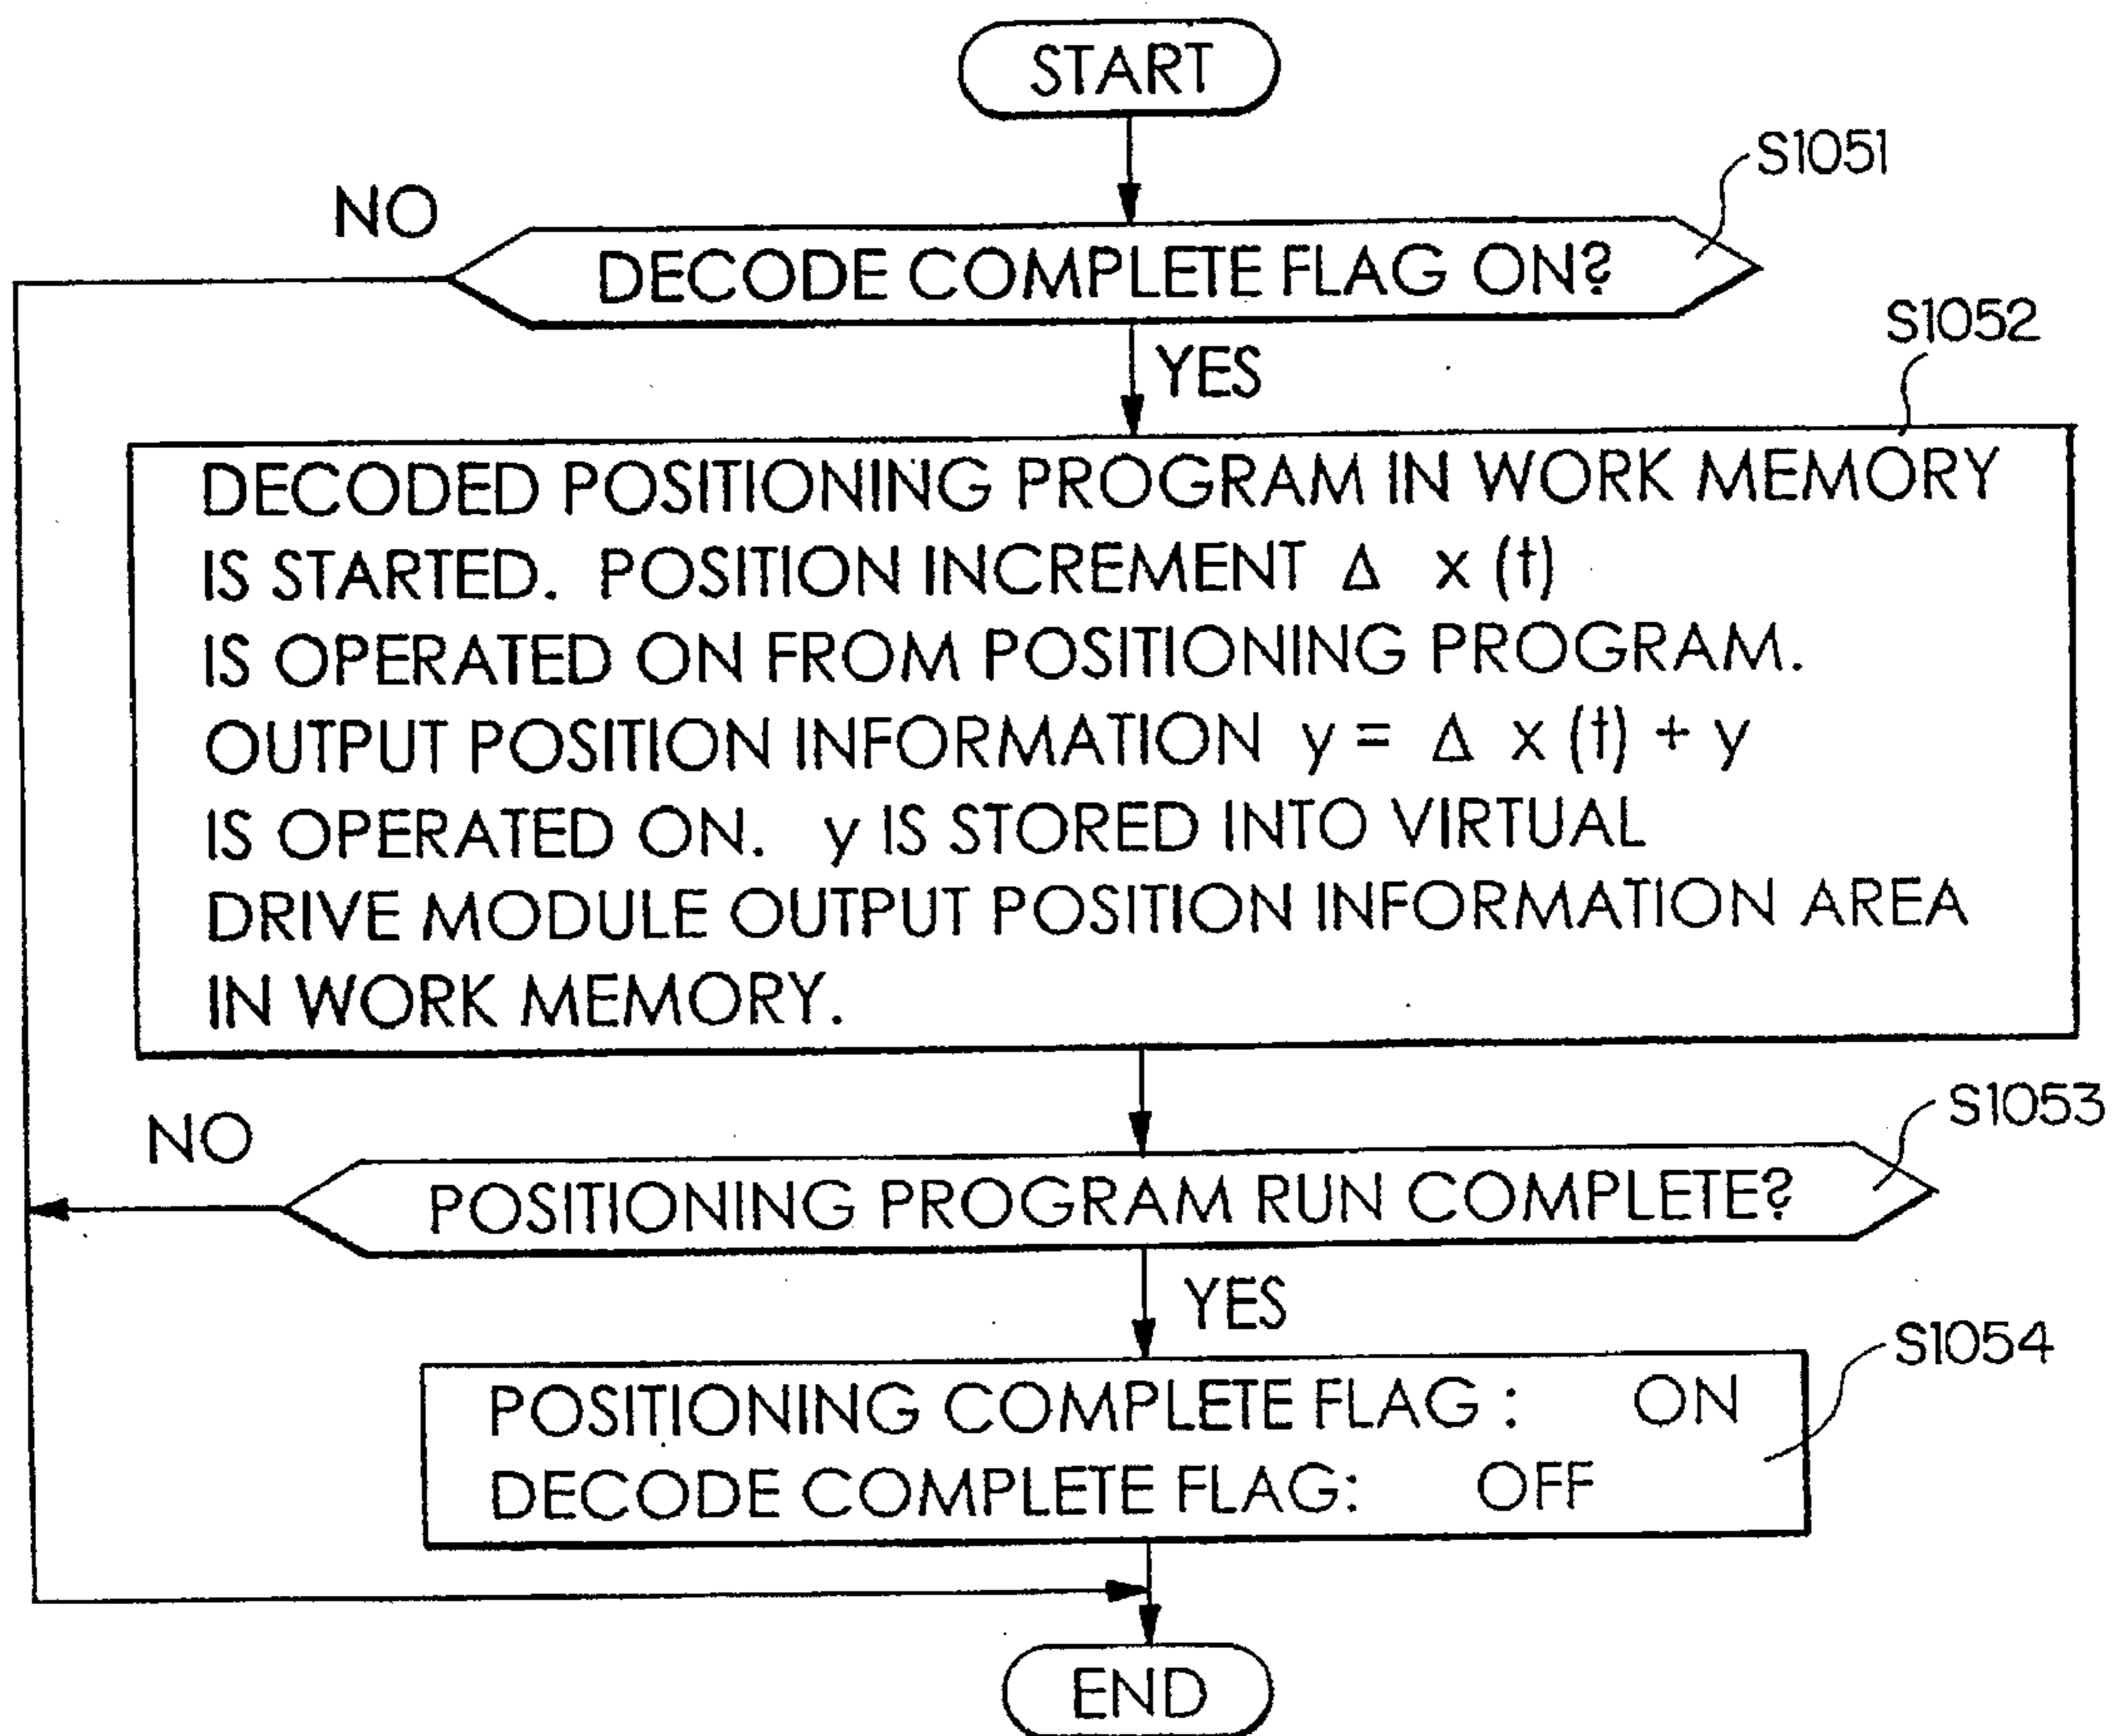 START
S1051
NO
DECODE COMPLETE FLAG ON?
S1052
YES
DECODED POSITIONING PROGRAM IN WORK MEMORY
IS STARTED. POSITION INCREMENT Δ x (t)
IS OPERATED ON FROM POSITIONING PROGRAM.
OUTPUT POSITION INFORMATION y = Δ x (t) + y
IS OPERATED ON. y IS STORED INTO VIRTUAL
DRIVE MODULE OUTPUT POSITION INFORMATION AREA
IN WORK MEMORY.
S1053
NO
POSITIONING PROGRAM RUN COMPLETE?
YES
S1054
POSITIONING COMPLETE FLAG : ON
DECODE COMPLETE FLAG: OFF
END